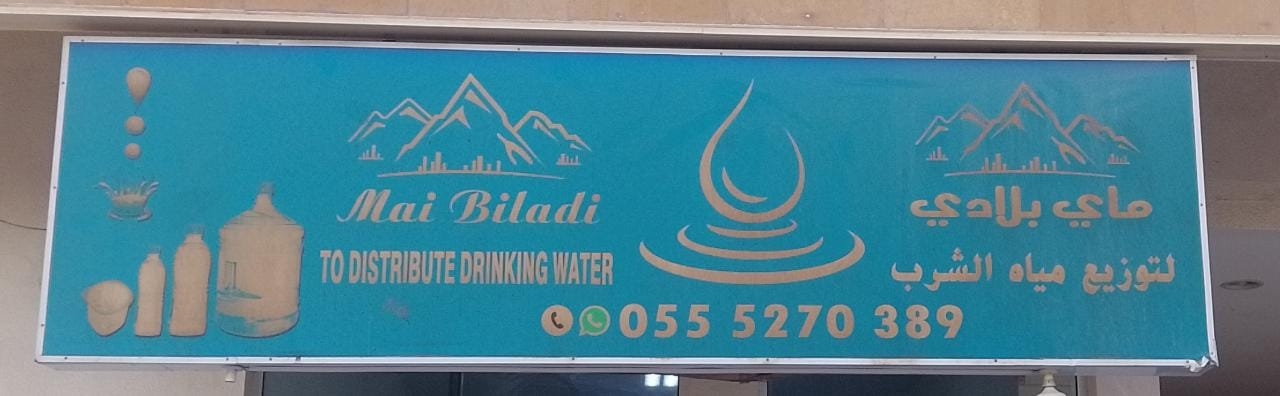 Mai Biladi
TO DISTRIBUTE DRINKING WATER
ماي بلادي
لتوزيع مياه الشرب
055 5270 389